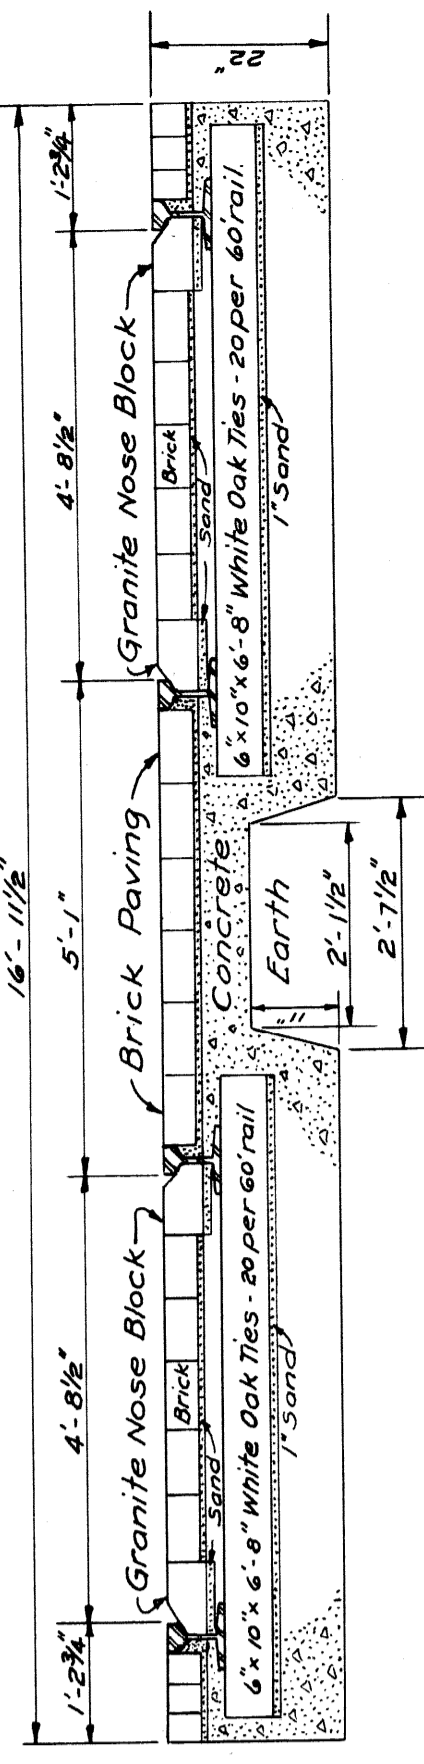 16'-11½"
1'-2¾"
4'-8½"
5'-1"
4'-8½"
1'-2¾"
22"
Granite Nose Block
Brick Paving
Granite Nose Block
Brick
Sand
Brick
Sand
Concrete
6"x10"x6'-8" White Oak Ties - 20 per 60' rail
6"x10"x6'-8" White Oak Ties - 20 per 60' rail.
1" Sand
1" Sand
Earth
11"
2'-1½"
2'-7½"